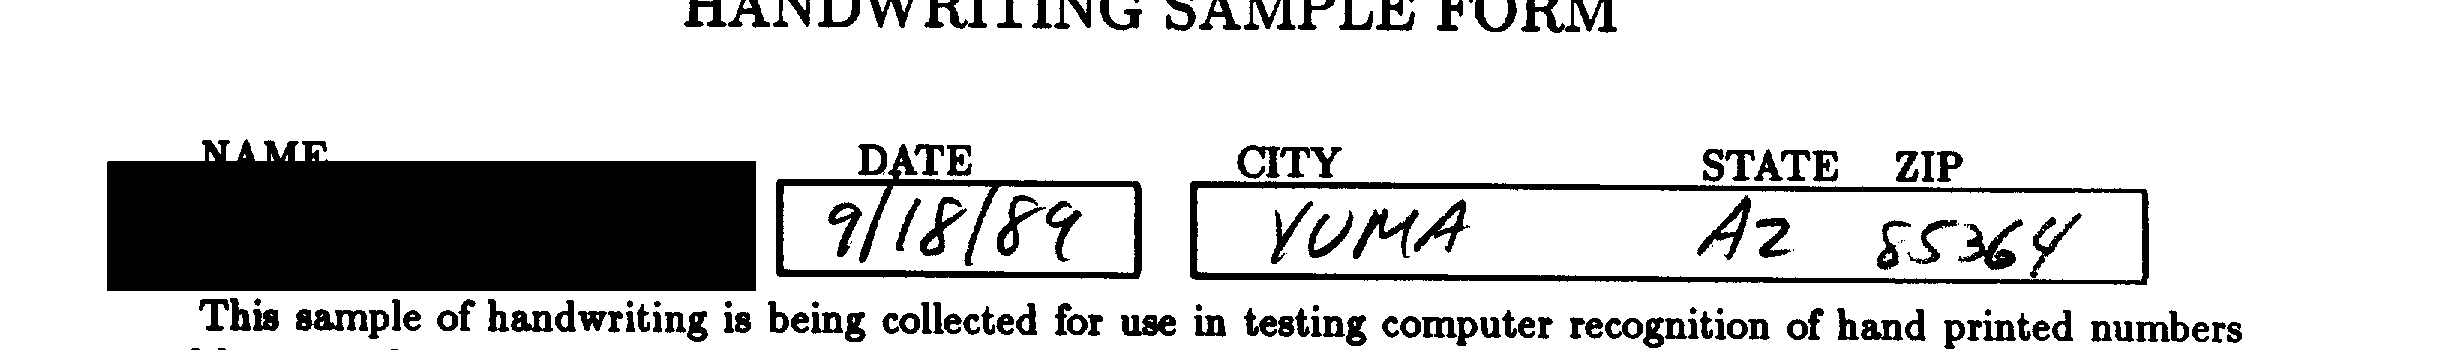 HANDWRITING SAMPLE FORM
NAME DATE CITY STATE ZIP
9/18/89 YUMA AZ 85364
This sample of handwriting is being collected for use in testing computer recognition of hand printed numbers